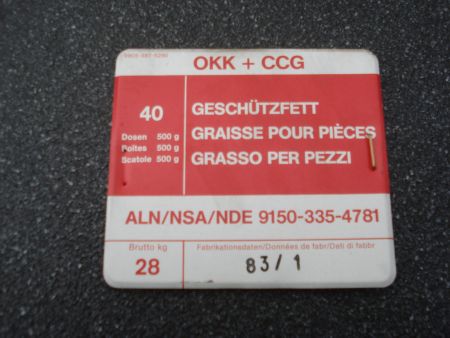 OKK + CCG
40
Dosen 500 g
Boîtes 500 g
Scatole 500 g
GESCHÜTZFETT
GRAISSE POUR PIÈCES
GRASSO PER PEZZI
ALN/NSA/NDE 9150-335-4781
Brutto kg
28
Fabrikationsdaten/Données de fabr/Dati di fabbr
83/1